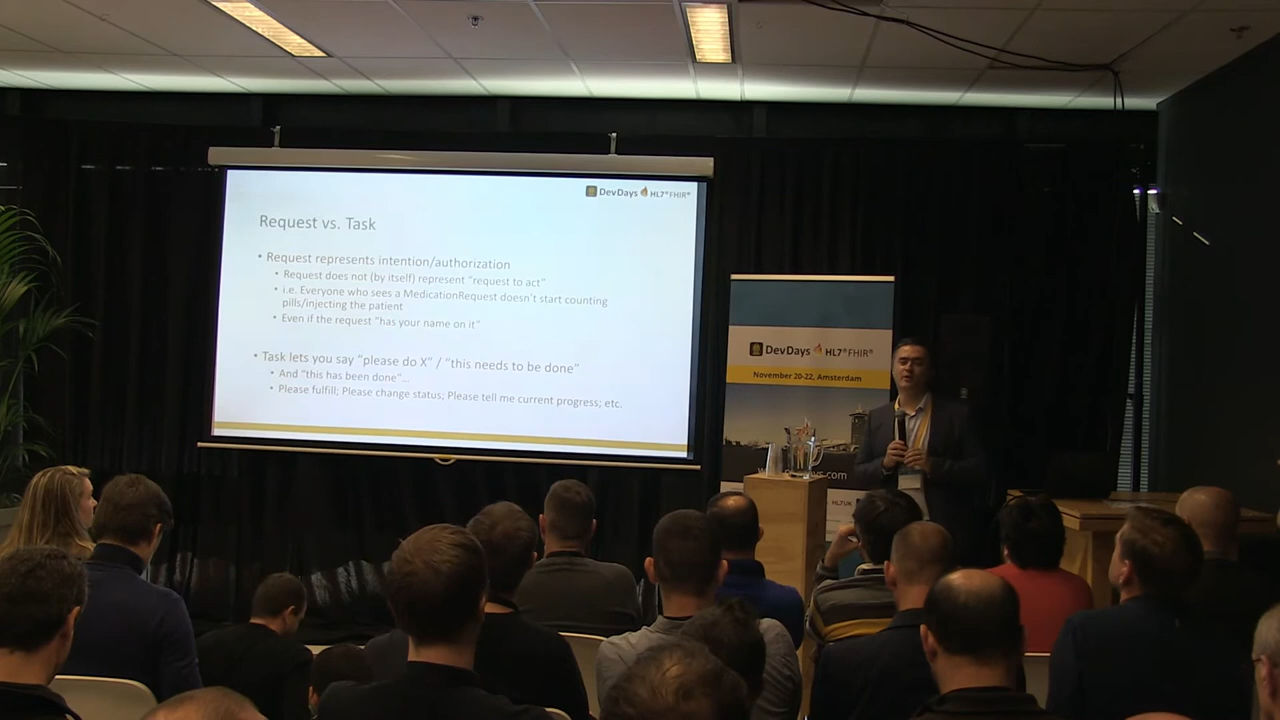 DevDays HL7® FHIR®
Request vs. Task
• Request represents intention/authorization
• Request does not (by itself) represent “request to act”
• i.e. Everyone who sees a MedicationRequest doesn't start counting
pills/injecting the patient
• Even if the request “has your name on it”
• Task lets you say “please do X” / “this needs to be done”
• And “this has been done”…
• Please fulfill; Please change status; Please tell me current progress; etc.
DevDays HL7® FHIR®
November 20-22, Amsterdam